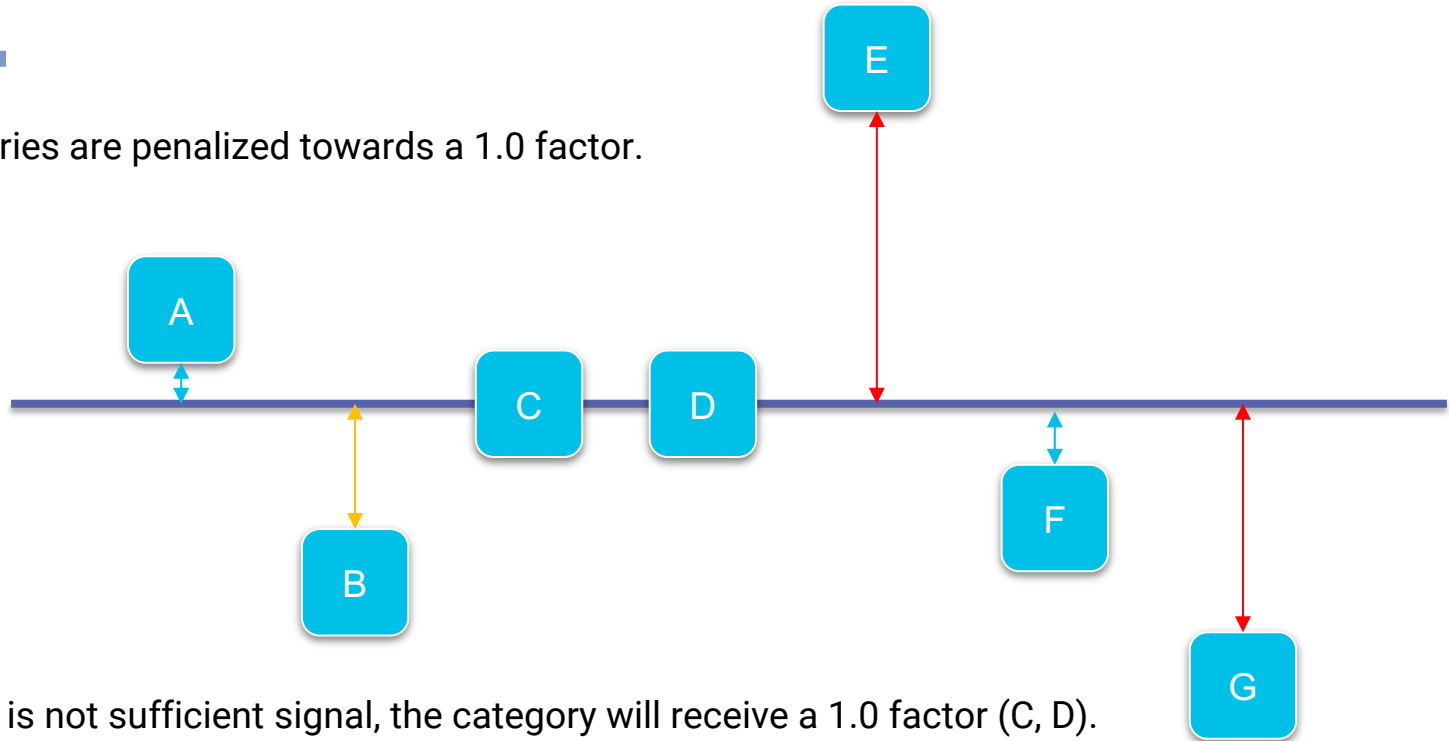 E
ries are penalized towards a 1.0 factor.
A
C
D
F
B
G
is not sufficient signal, the category will receive a 1.0 factor (C, D).